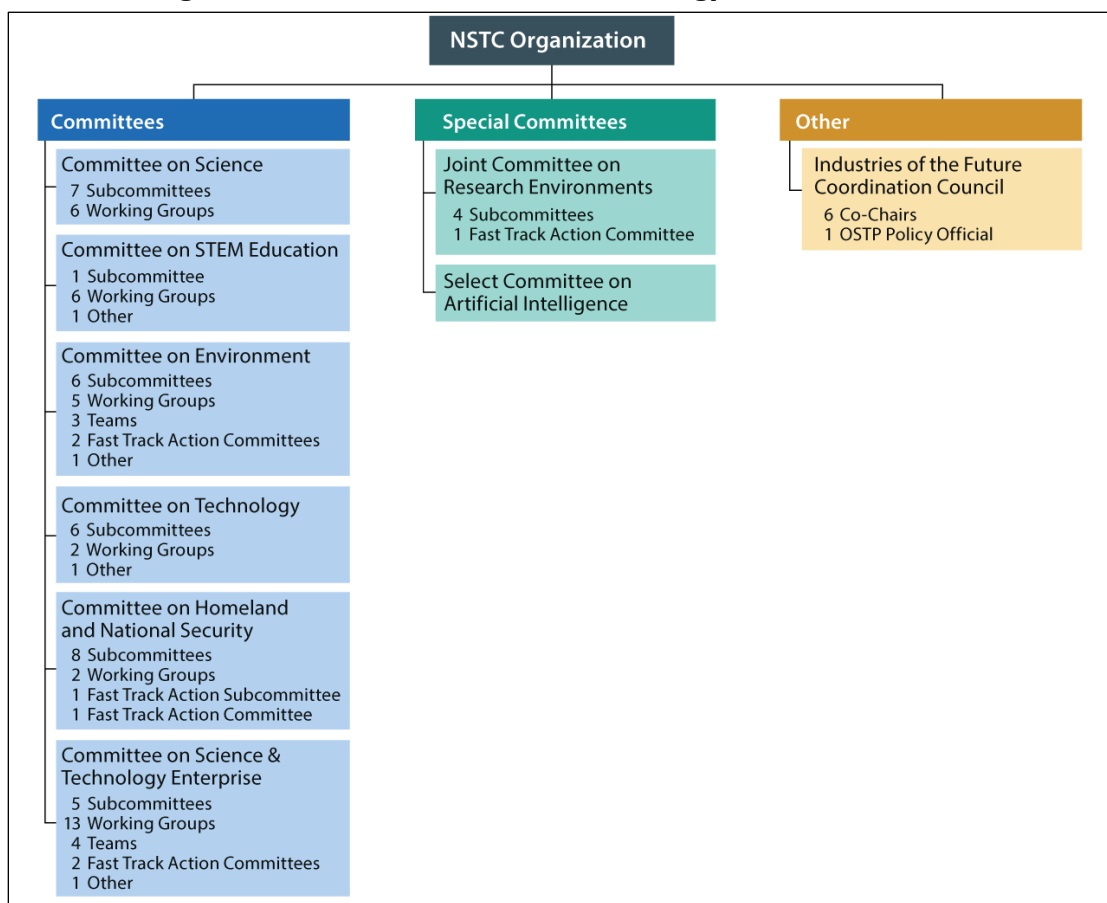 NSTC Organization
Committees
Committee on Science
7 Subcommittees
6 Working Groups
Committee on STEM Education
1 Subcommittee
6 Working Groups
1 Other
Committee on Environment
6 Subcommittees
5 Working Groups
3 Teams
2 Fast Track Action Committees
1 Other
Committee on Technology
6 Subcommittees
2 Working Groups
1 Other
Committee on Homeland
and National Security
8 Subcommittees
2 Working Groups
1 Fast Track Action Subcommittee
1 Fast Track Action Committee
Committee on Science &
Technology Enterprise
5 Subcommittees
13 Working Groups
4 Teams
2 Fast Track Action Committees
1 Other
Special Committees
Joint Committee on
Research Environments
4 Subcommittees
1 Fast Track Action Committee
Select Committee on
Artificial Intelligence
Other
Industries of the Future
Coordination Council
6 Co-Chairs
1 OSTP Policy Official